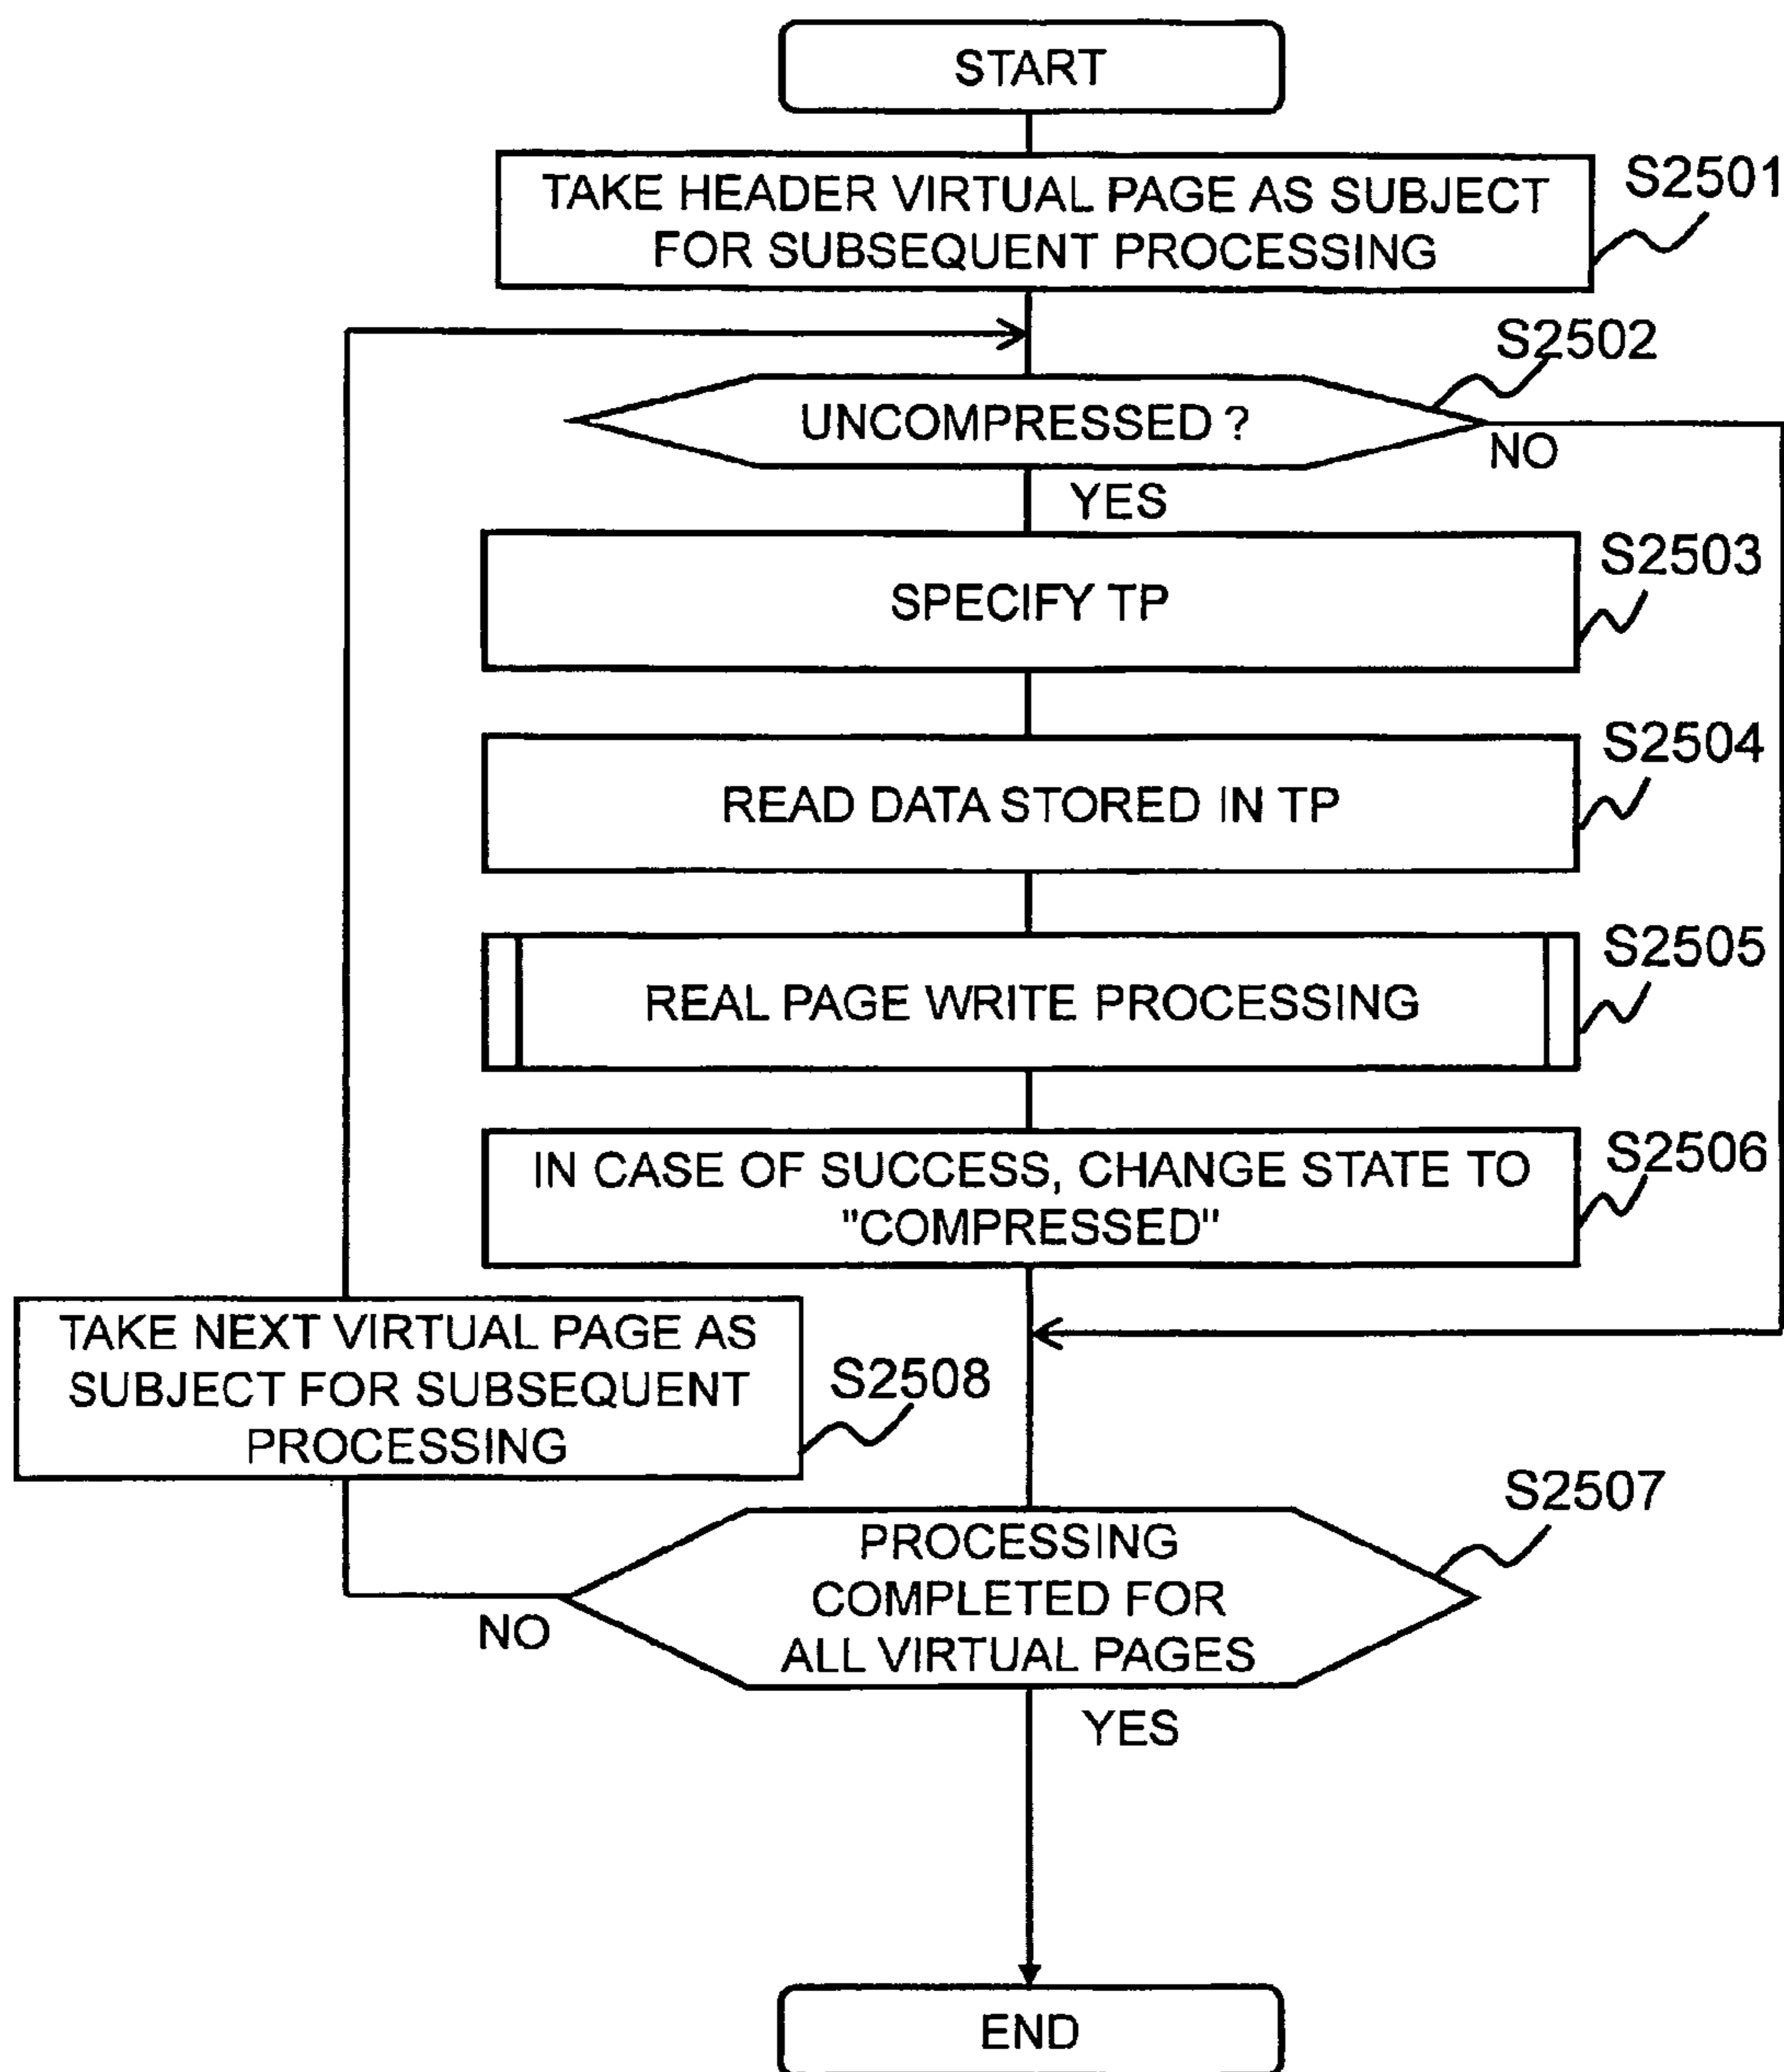 START
TAKE HEADER VIRTUAL PAGE AS SUBJECT
FOR SUBSEQUENT PROCESSING
S2501
S2502
UNCOMPRESSED ?
NO
YES
S2503
SPECIFY TP
S2504
READ DATA STORED IN TP
S2505
REAL PAGE WRITE PROCESSING
S2506
IN CASE OF SUCCESS, CHANGE STATE TO
"COMPRESSED"
TAKE NEXT VIRTUAL PAGE AS
SUBJECT FOR SUBSEQUENT
PROCESSING
S2508
S2507
PROCESSING
COMPLETED FOR
ALL VIRTUAL PAGES
NO
YES
END